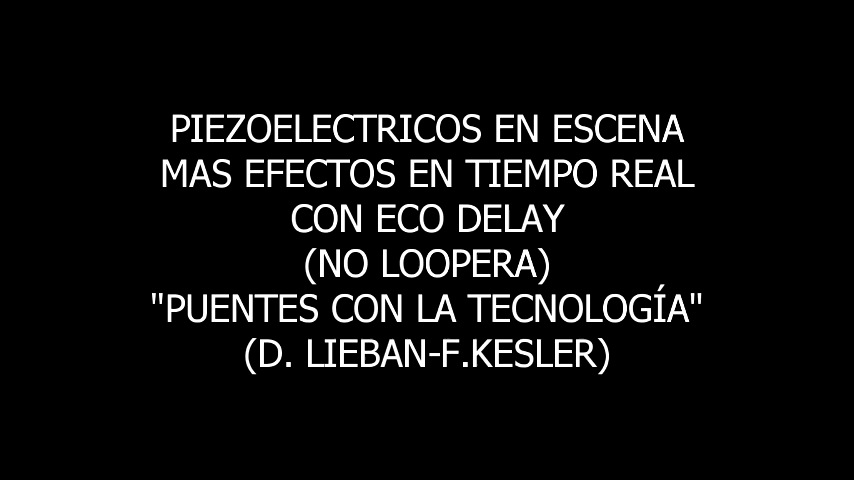 PIEZOELECTRICOS EN ESCENA
MAS EFECTOS EN TIEMPO REAL
CON ECO DELAY
(NO LOOPERA)
"PUENTES CON LA TECNOLOGÍA"
(D. LIEBAN-F.KESLER)